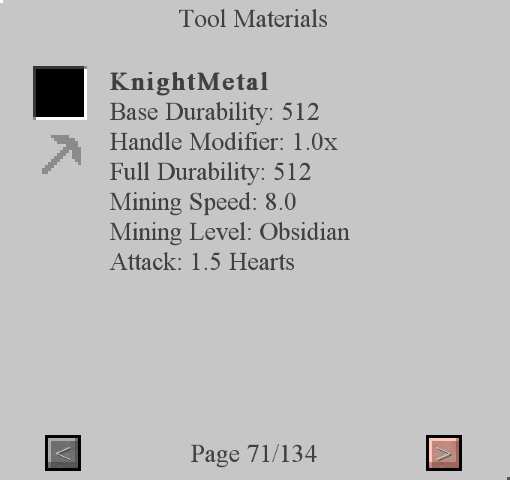 Tool Materials
KnightMetal
Base Durability: 512
Handle Modifier: 1.0x
Full Durability: 512
Mining Speed: 8.0
Mining Level: Obsidian
Attack: 1.5 Hearts
< Page 71/134 >